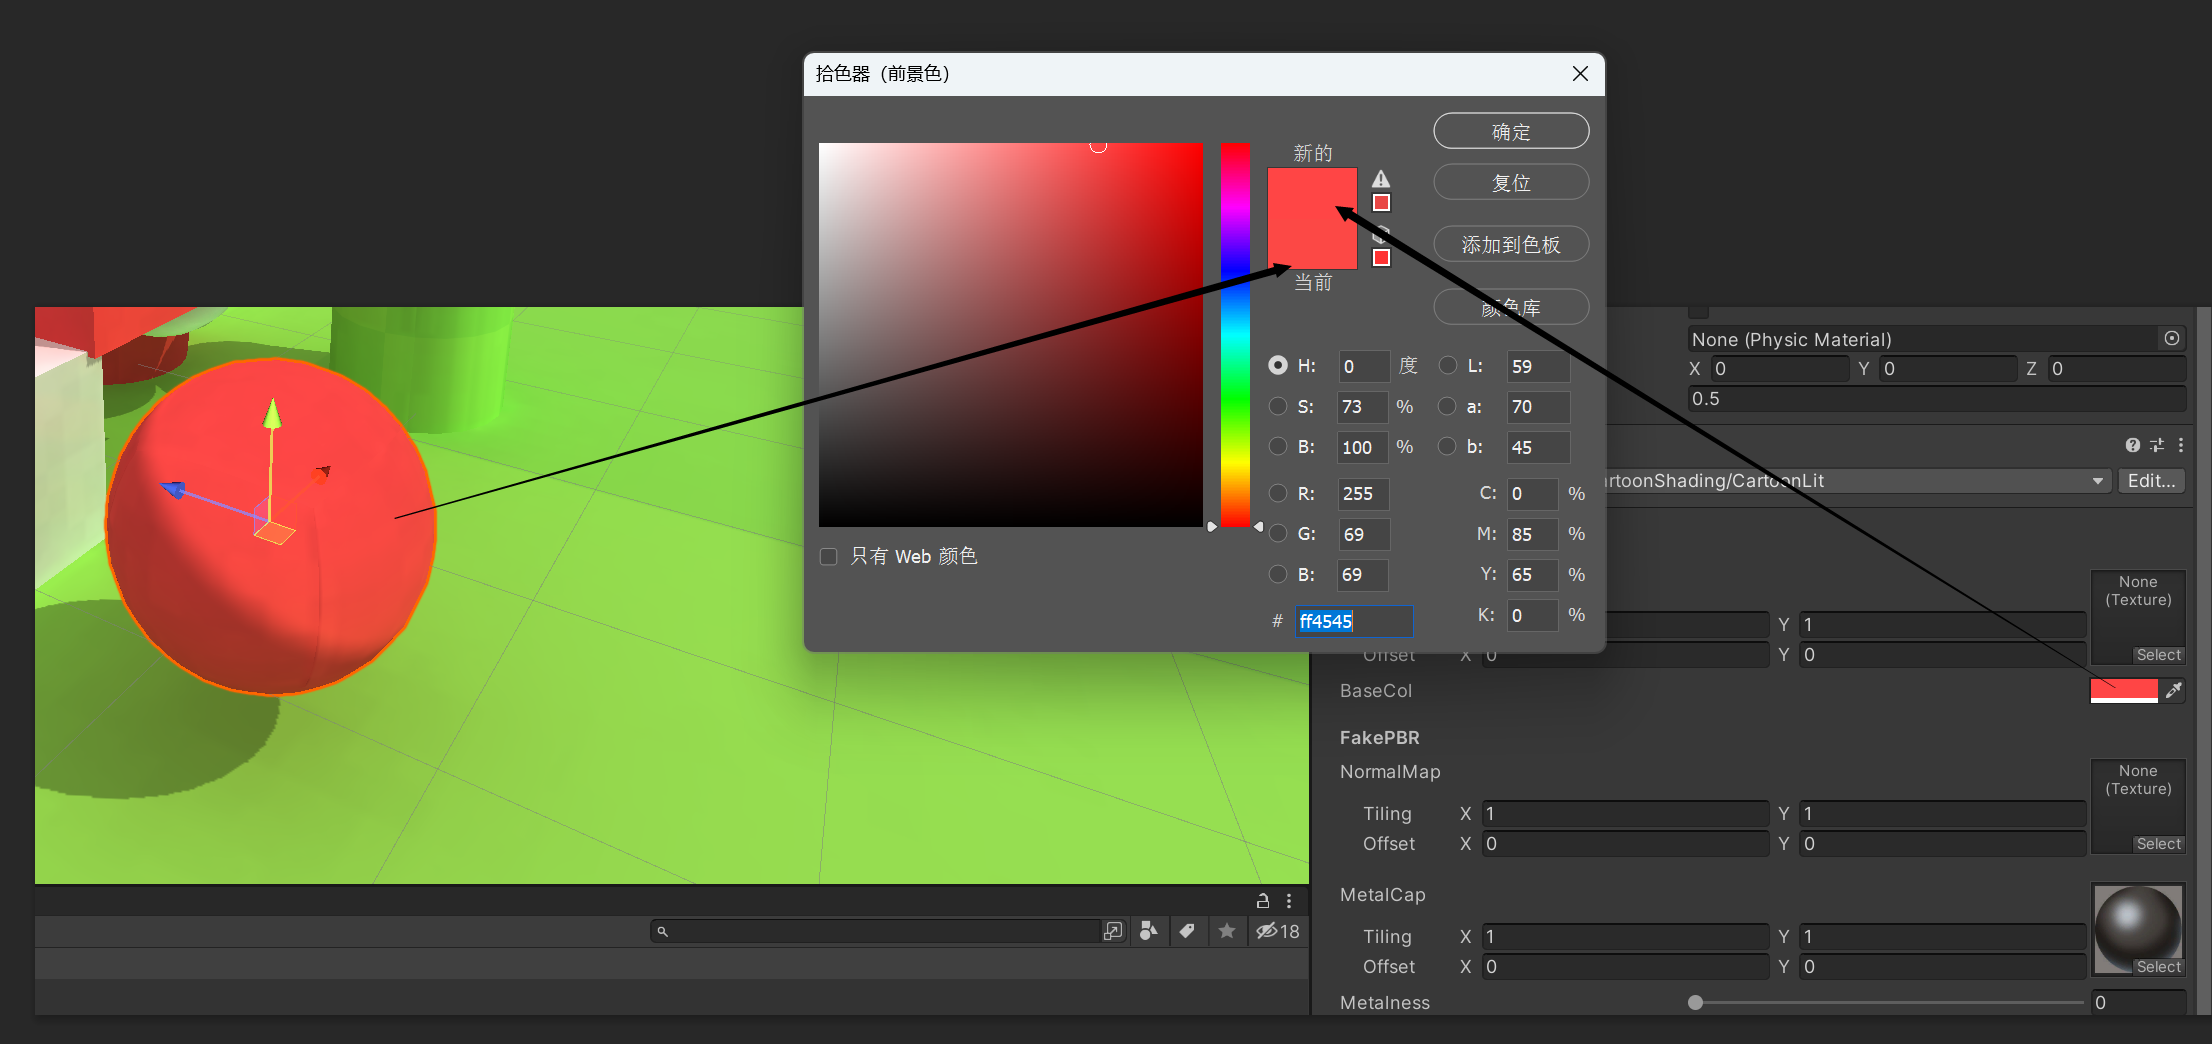 拾色器（前景色）
新的
当前
确定
复位
添加到色板
颜色库
H: 0 度 L: 59
S: 73 % a: 70
B: 100 % b: 45
R: 255 C: 0 %
G: 69 M: 85 %
B: 69 Y: 65 %
# ff4545 K: 0 %
只有 Web 颜色
None (Physic Material)
X 0 Y 0 Z 0
0.5
rtoonShading/CartoonLit Edit...
None
(Texture)
Select
Y 1
Offset X 0 Y 0
BaseCol
FakePBR
NormalMap
None
(Texture)
Select
Tiling X 1 Y 1
Offset X 0 Y 0
MetalCap
Tiling X 1 Y 1
Offset X 0 Y 0
Select
Metalness 0
18